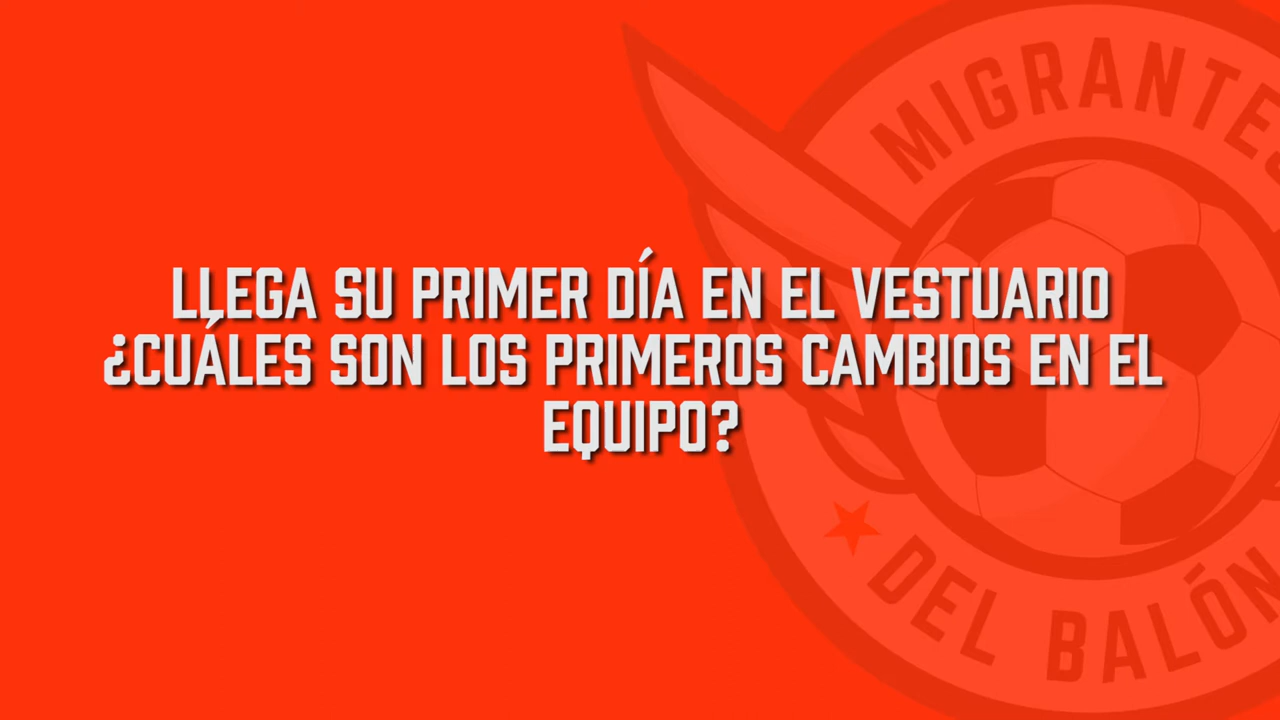 MIGRANTES
LLEGA SU PRIMER DÍA EN EL VESTUARIO
¿CUÁLES SON LOS PRIMEROS CAMBIOS EN EL
EQUIPO?
DEL BALÓN